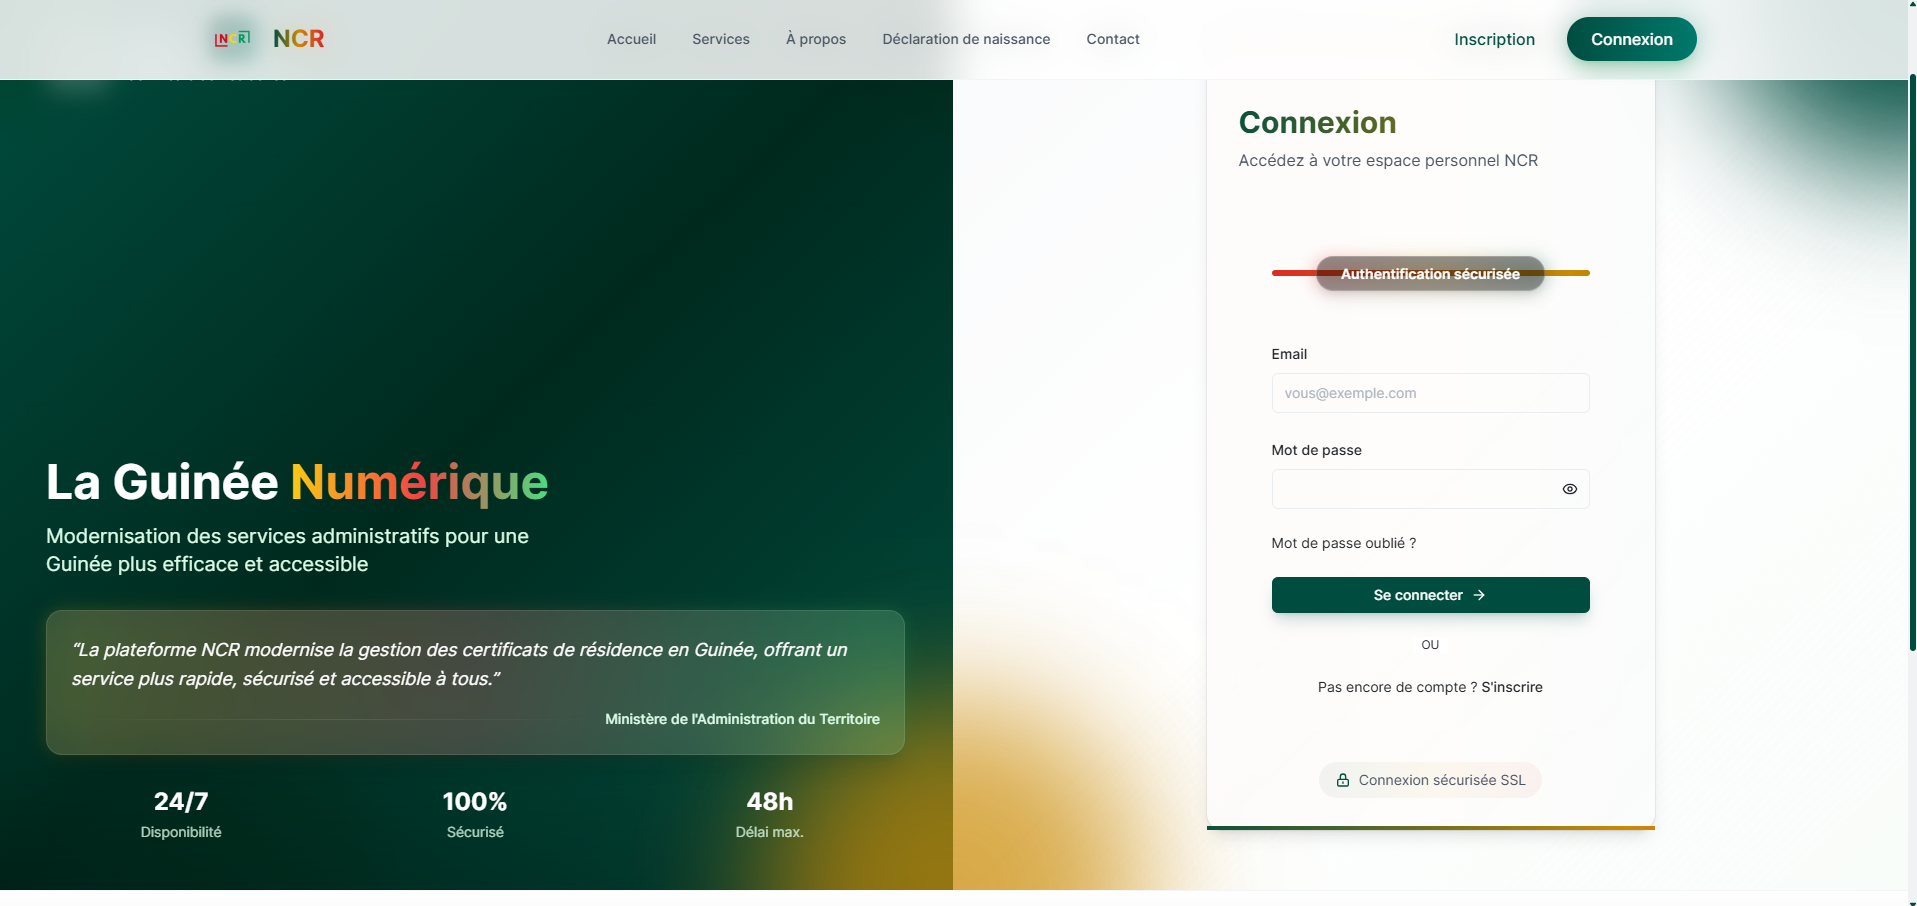 NCR NCR
Accueil Services À propos Déclaration de naissance Contact
Inscription Connexion
La Guinée Numérique
Modernisation des services administratifs pour une
Guinée plus efficace et accessible
“La plateforme NCR modernise la gestion des certificats de résidence en Guinée, offrant un
service plus rapide, sécurisé et accessible à tous.”
Ministère de l'Administration du Territoire
24/7
Disponibilité
100%
Sécurisé
48h
Délai max.
Connexion
Accédez à votre espace personnel NCR
Authentification sécurisée
Email
vous@exemple.com
Mot de passe
Mot de passe oublié ?
Se connecter →
OU
Pas encore de compte ? S'inscrire
Connexion sécurisée SSL